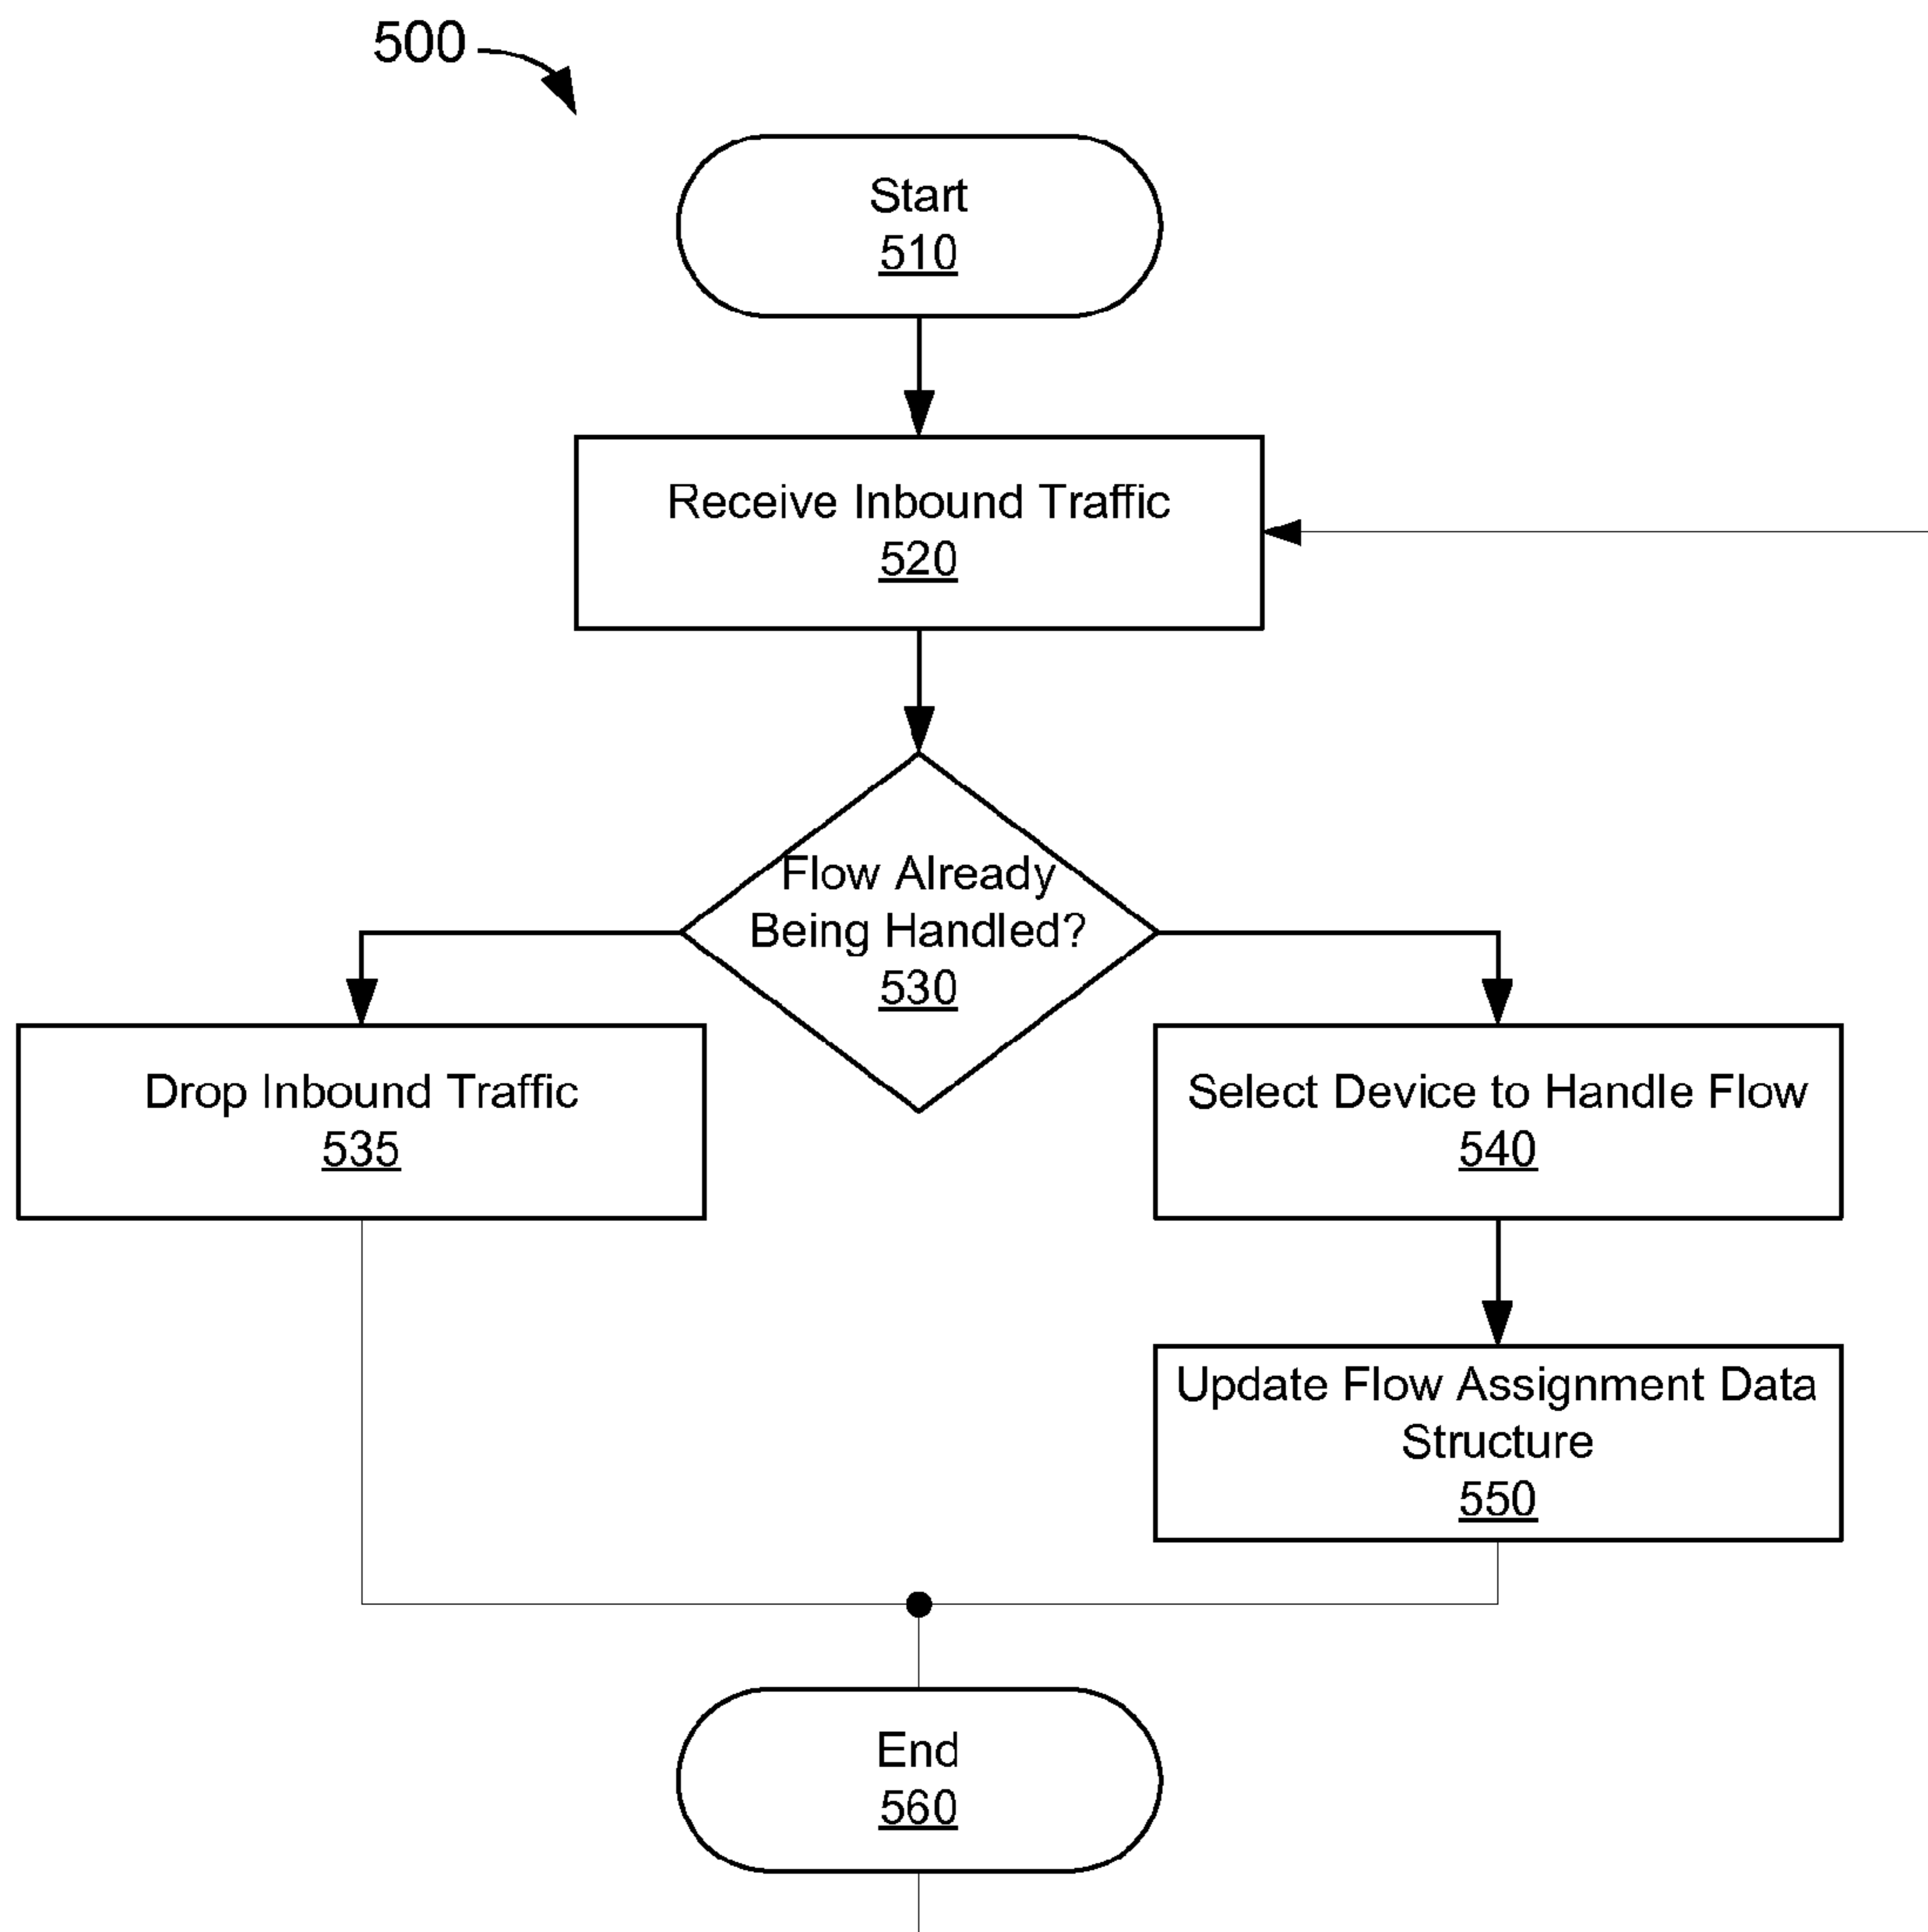 500
Start
510
Receive Inbound Traffic
520
Flow Already
Being Handled?
530
Drop Inbound Traffic
535
Select Device to Handle Flow
540
Update Flow Assignment Data
Structure
550
End
560